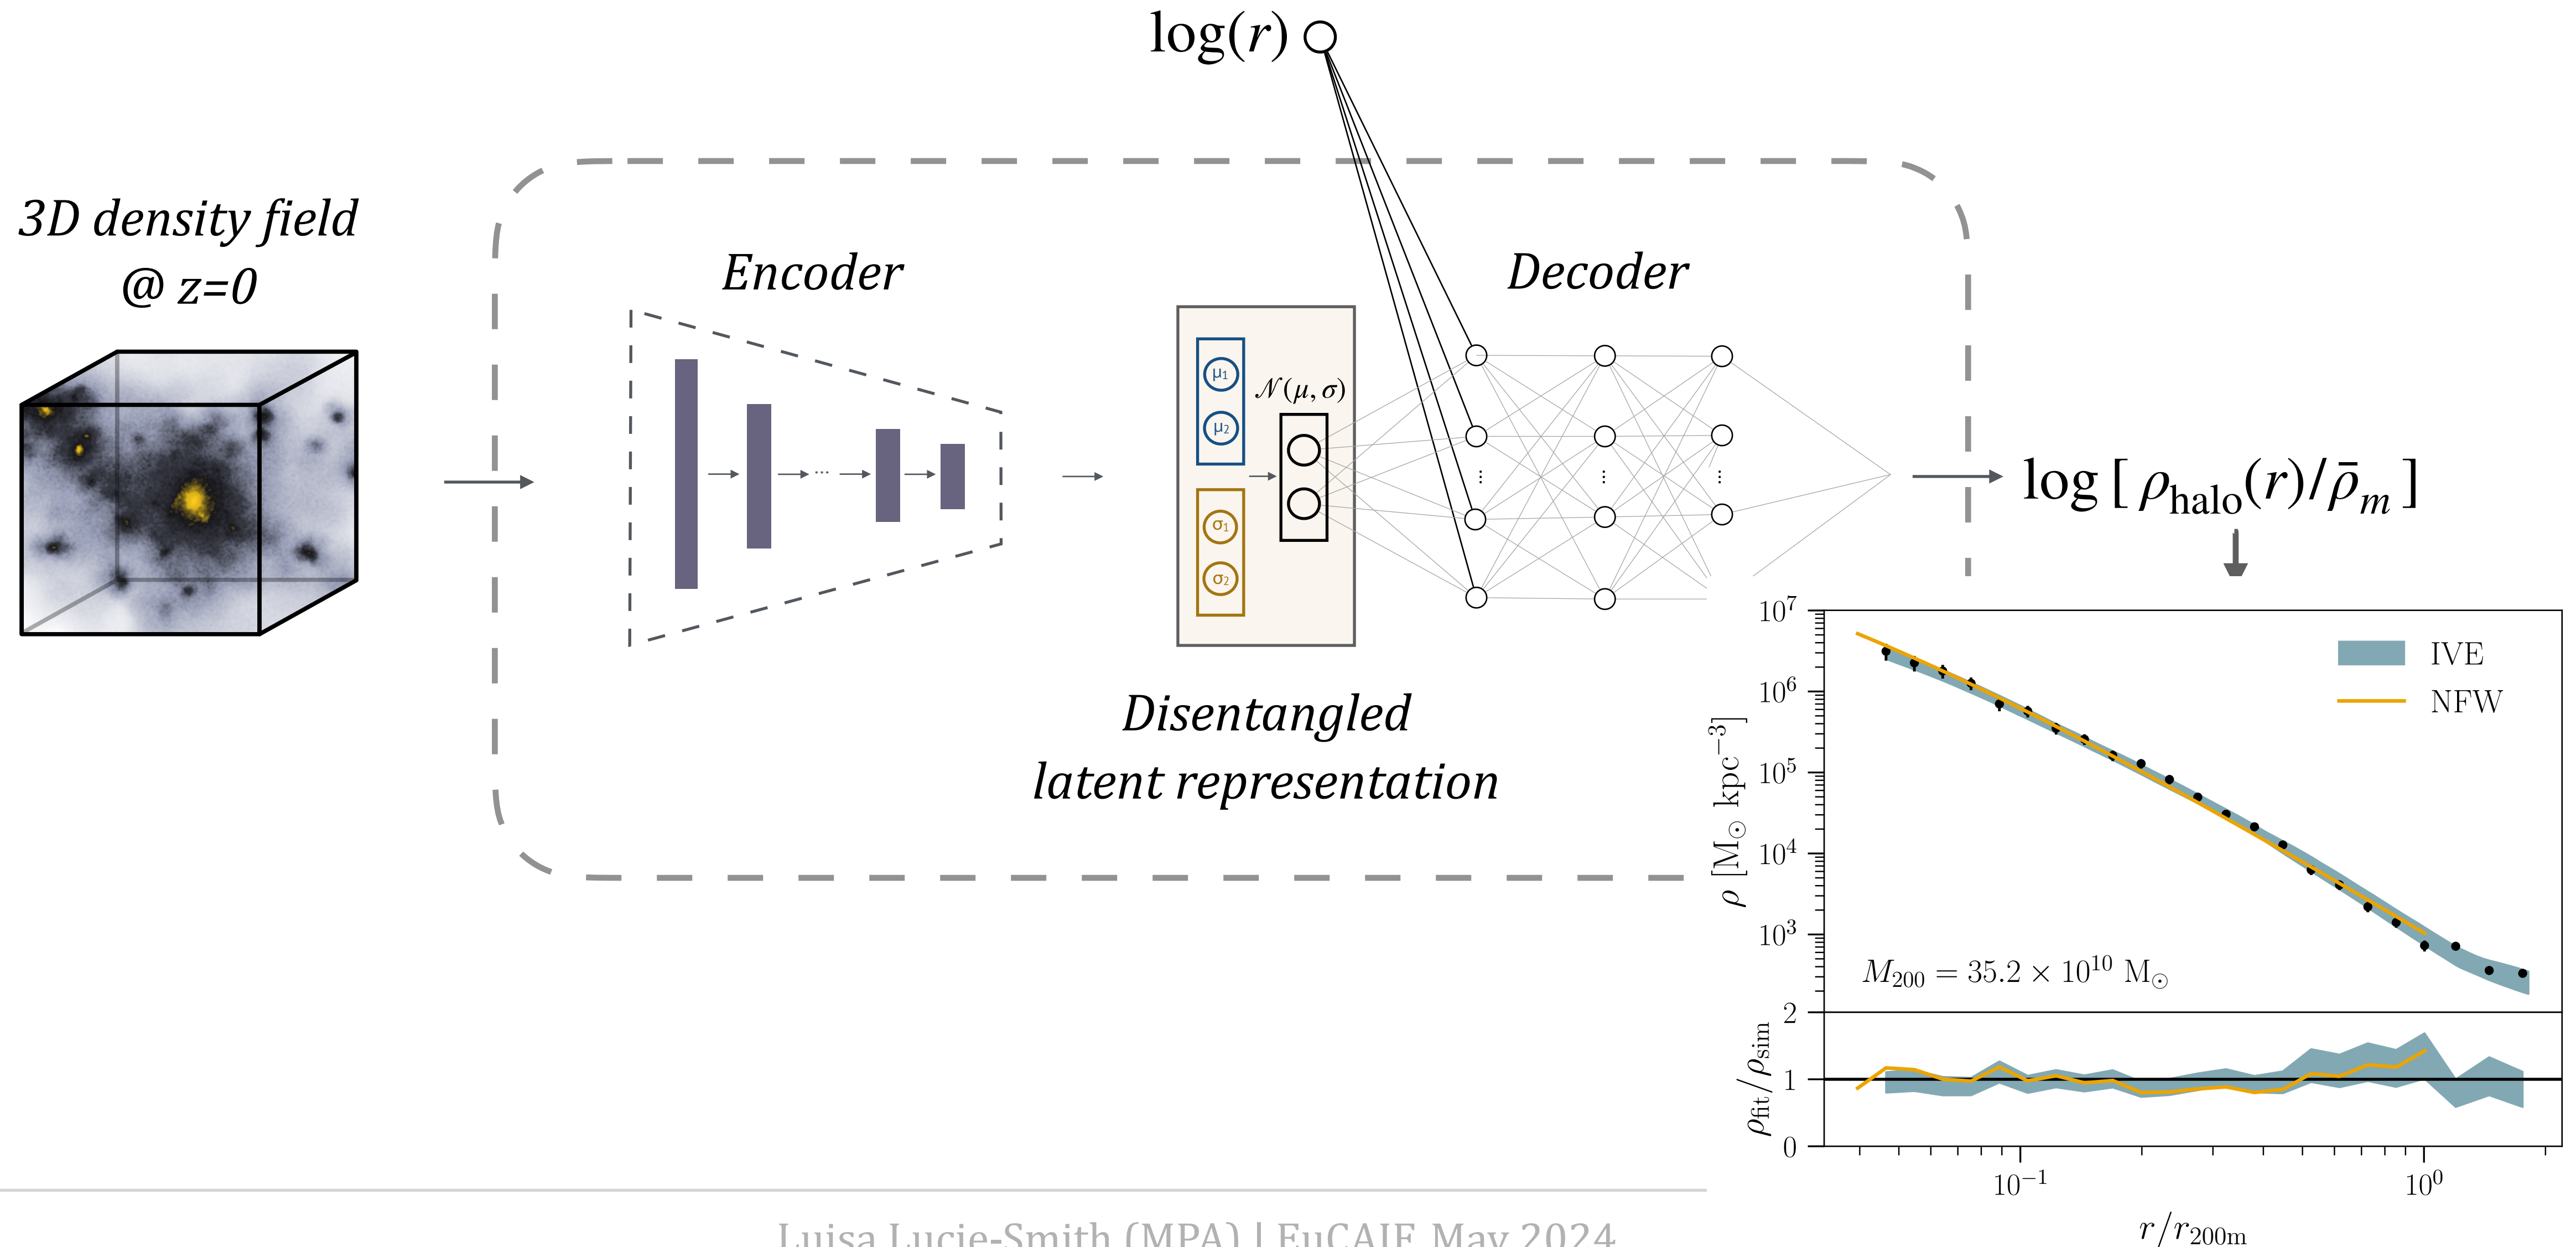 log(r)
3D density field
@ z=0
Encoder
Decoder
μ₁
μ₂
𝒩(μ, σ)
...
σ₁
σ₂
log [ ρ_halo(r)/ρ̄_m ]
Disentangled
latent representation
10⁷
10⁶
10⁵
10⁴
10³
ρ [M⊙ kpc⁻³]
IVE
NFW
M₂₀₀ = 35.2 × 10¹⁰ M⊙
2
1
0
ρ_fit/ρ_sim
10⁻¹
10⁰
r/r_200m
Luisa Lucie-Smith (MPA) | EuCAIF, May 2024